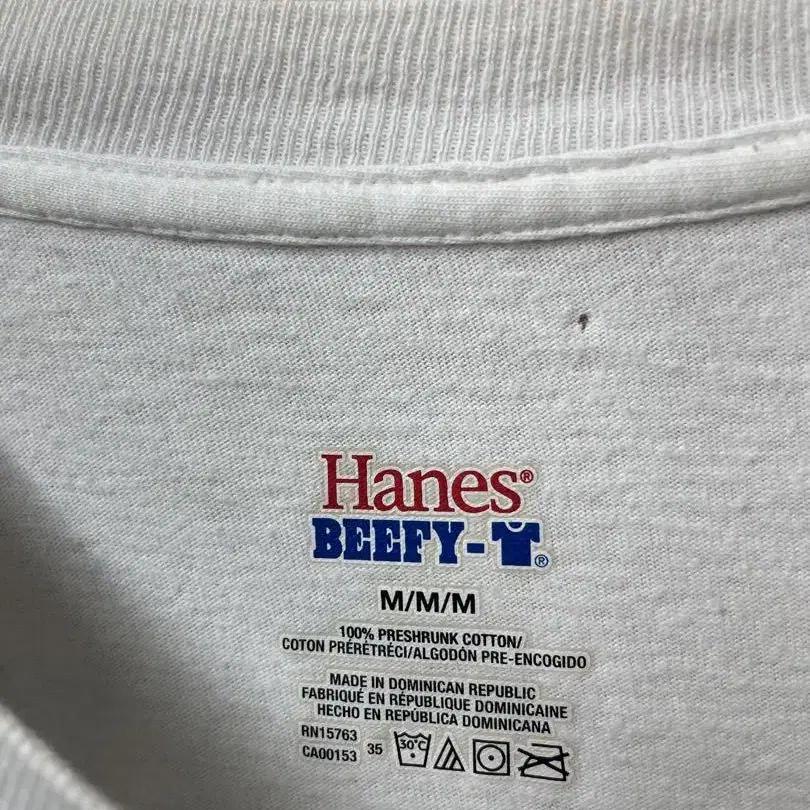 Hanes®
BEEFY-T®
M/M/M
100% PRESHRUNK COTTON/
COTON PRÉRÉTRÉCI/ALGODÓN PRE-ENCOGIDO
MADE IN DOMINICAN REPUBLIC
FABRIQUÉ EN RÉPUBLIQUE DOMINICAINE
HECHO EN REPÚBLICA DOMINICANA
RN15763
CA00153 35 30°C